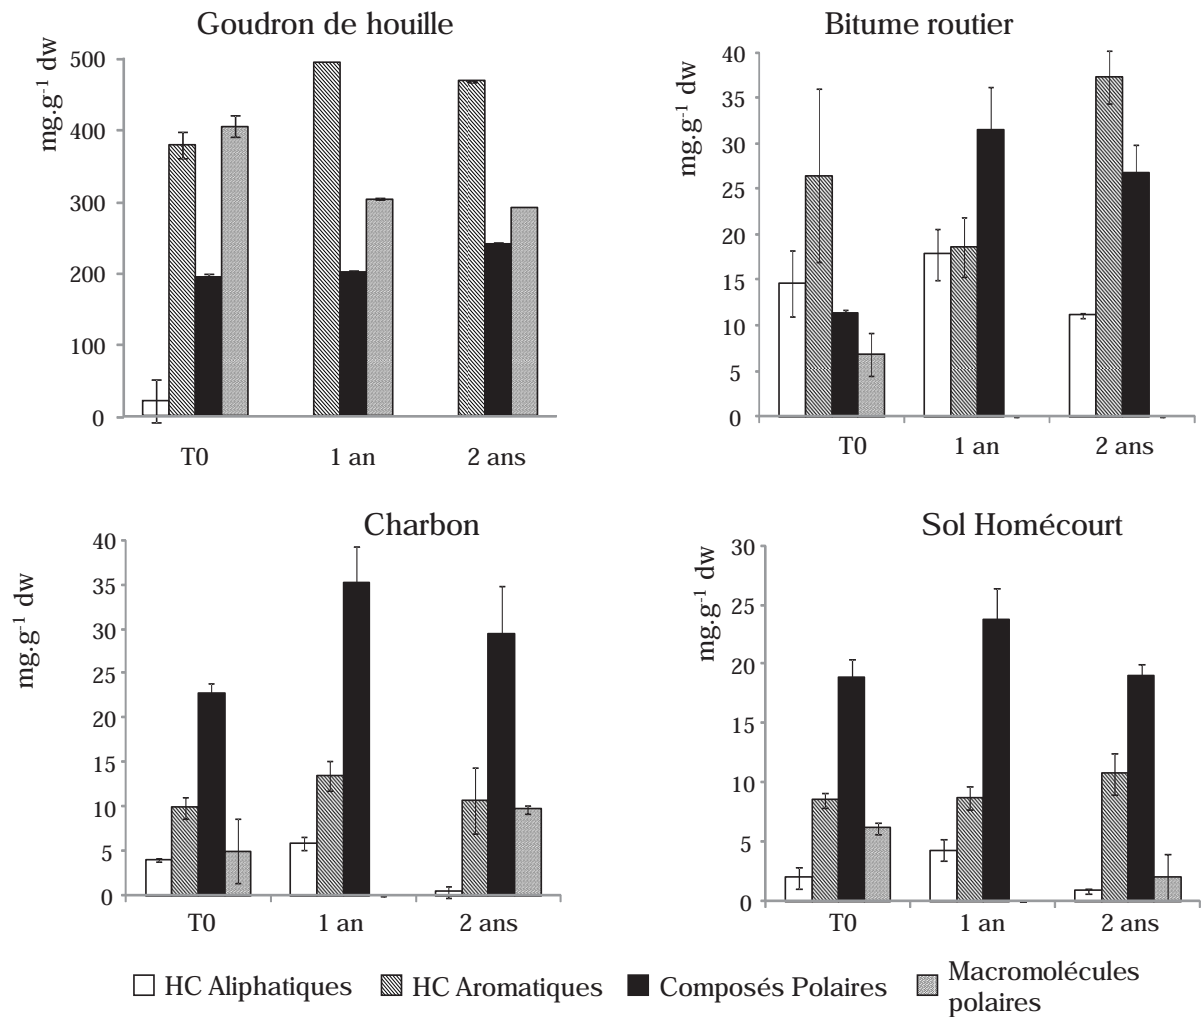 Goudron de houille
mg.g-1 dw
500
400
300
200
100
0
T0 1 an 2 ans
Bitume routier
mg.g-1 dw
40
35
30
25
20
15
10
5
0
T0 1 an 2 ans
Charbon
mg.g-1 dw
40
35
30
25
20
15
10
5
0
T0 1 an 2 ans
Sol Homécourt
mg.g-1 dw
30
25
20
15
10
5
0
T0 1 an 2 ans
HC Aliphatiques HC Aromatiques Composés Polaires Macromolécules
polaires